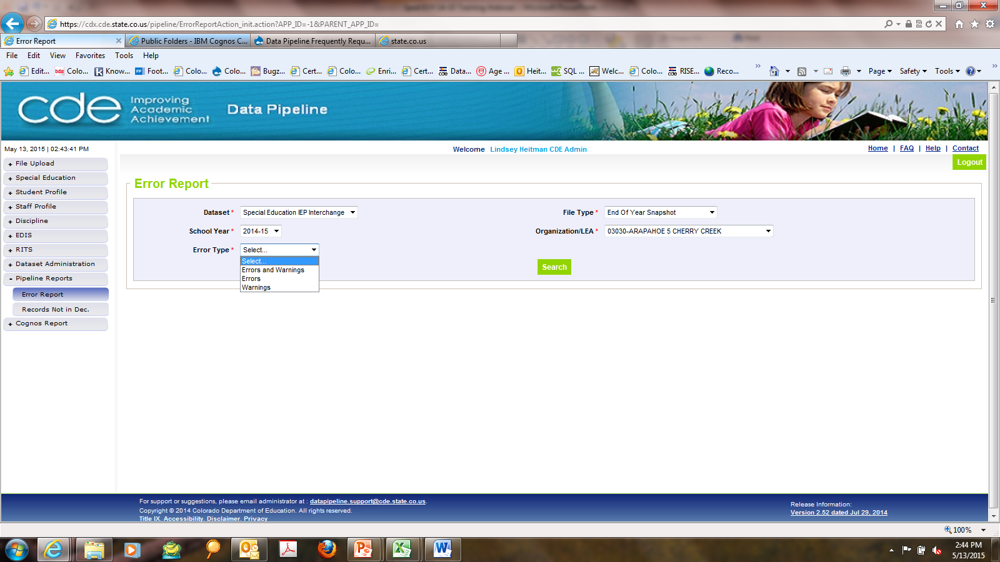 https://cdx.cde.state.co.us/pipeline/ErrorReportAction_init.action?APP_ID=-1&PARENT_APP_ID=
Error Report
Public Folders - IBM Cognos C...
Data Pipeline Frequently Requ...
state.co.us
File Edit View Favorites Tools Help
Edit... bds Colo... Know... FP Foot... Colo... Colo... Bugz... Cert... Colo... Enri... Cert... Data... Age ... Heit... SQL ... Welc... Colo... RISE... Reco... Page Safety Tools
cde Improving Academic Achievement
Data Pipeline
May 13, 2015 | 02:43:41 PM
Welcome Lindsey Heitman CDE Admin
Home | FAQ | Help | Contact
Logout
+ File Upload
+ Special Education
+ Student Profile
+ Staff Profile
+ Discipline
+ EDIS
+ RITS
+ Dataset Administration
- Pipeline Reports
Error Report
Records Not in Dec.
+ Cognos Report
Error Report
Dataset * Special Education IEP Interchange
File Type * End Of Year Snapshot
School Year * 2014-15
Organization/LEA * 03030-ARAPAHOE 5 CHERRY CREEK
Error Type * Select...
Select...
Errors and Warnings
Errors
Warnings
Search
For support or suggestions, please email administrator at : datapipeline.support@cde.state.co.us.
Copyright © 2014 Colorado Department of Education. All rights reserved.
Title IX. Accessibility. Disclaimer. Privacy
Release Information:
Version 2.52 dated Jul 29, 2014
100%
2:44 PM
5/13/2015